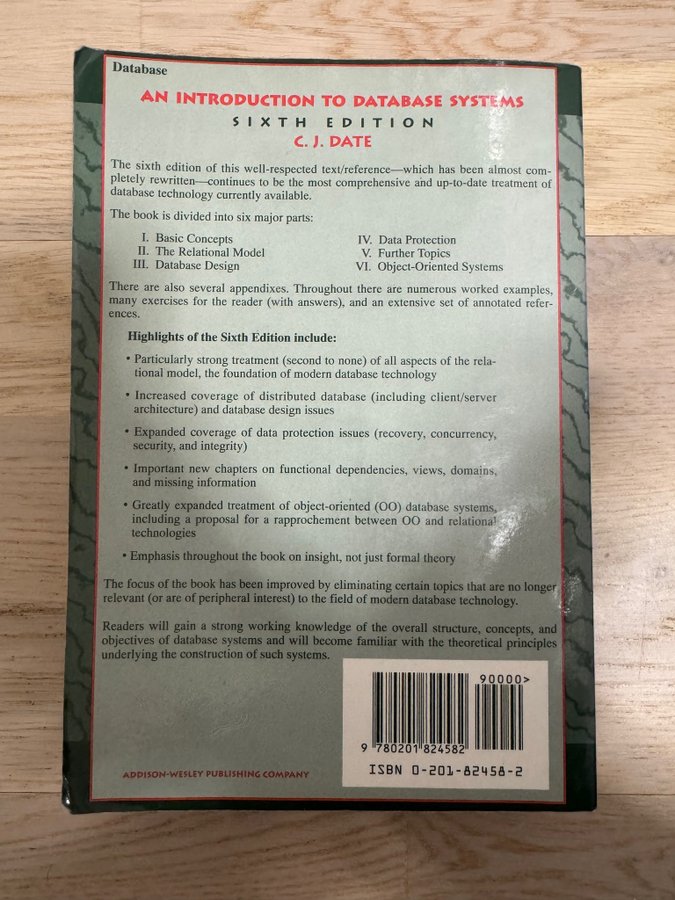 Database
AN INTRODUCTION TO DATABASE SYSTEMS
SIXTH EDITION
C. J. DATE
The sixth edition of this well-respected text/reference—which has been almost com-
pletely rewritten—continues to be the most comprehensive and up-to-date treatment of
database technology currently available.
The book is divided into six major parts:
I. Basic Concepts
II. The Relational Model
III. Database Design
IV. Data Protection
V. Further Topics
VI. Object-Oriented Systems
There are also several appendixes. Throughout there are numerous worked examples,
many exercises for the reader (with answers), and an extensive set of annotated refer-
ences.
Highlights of the Sixth Edition include:
• Particularly strong treatment (second to none) of all aspects of the rela-
tional model, the foundation of modern database technology
• Increased coverage of distributed database (including client/server
architecture) and database design issues
• Expanded coverage of data protection issues (recovery, concurrency,
security, and integrity)
• Important new chapters on functional dependencies, views, domains,
and missing information
• Greatly expanded treatment of object-oriented (OO) database systems,
including a proposal for a rapprochement between OO and relational
technologies
• Emphasis throughout the book on insight, not just formal theory
The focus of the book has been improved by eliminating certain topics that are no longer
relevant (or are of peripheral interest) to the field of modern database technology.
Readers will gain a strong working knowledge of the overall structure, concepts, and
objectives of database systems and will become familiar with the theoretical principles
underlying the construction of such systems.
90000>
9 780201 824582
ISBN 0-201-82458-2
ADDISON-WESLEY PUBLISHING COMPANY